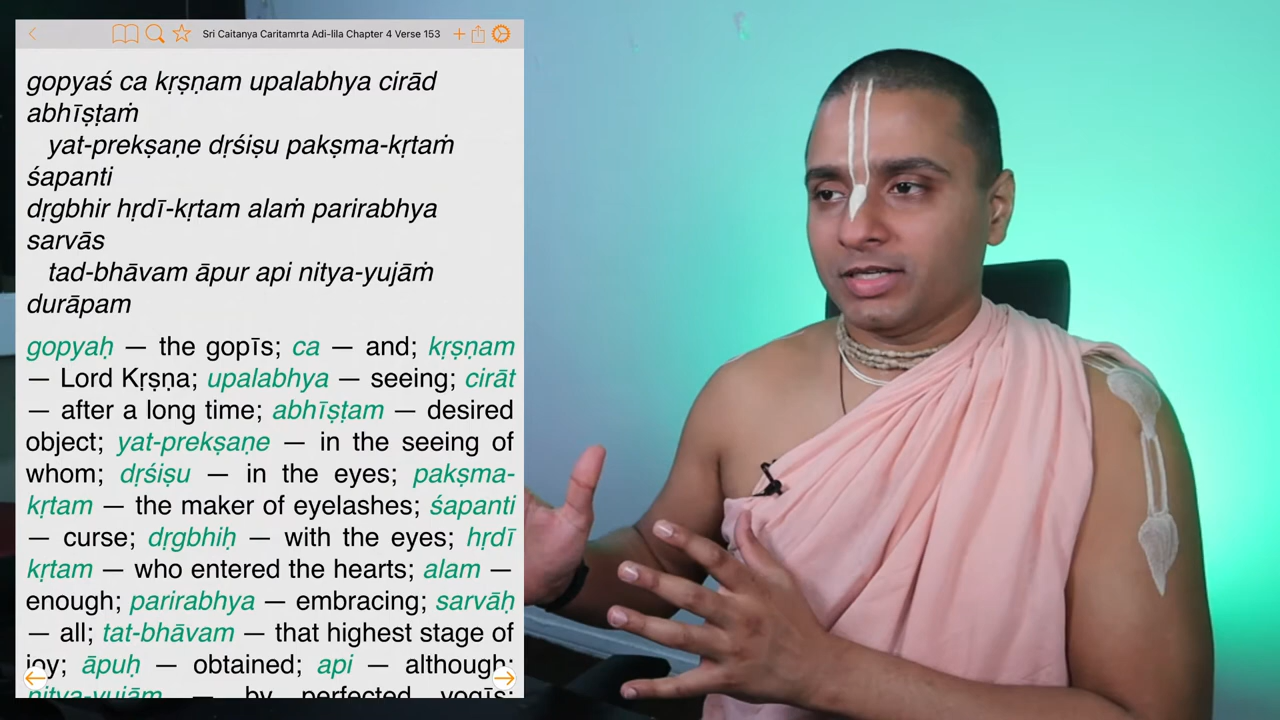 Sri Caitanya Caritamrta Adi-lila Chapter 4 Verse 153
gopyaś ca kṛṣṇam upalabhya cirād
abhīṣṭaṁ
yat-prekṣaṇe dṛśiṣu pakṣma-kṛtaṁ
śapanti
dṛgbhir hṛdī-kṛtam alaṁ parirabhya
sarvās
tad-bhāvam āpur api nitya-yujāṁ
durāpam
gopyaḥ — the gopīs; ca — and; kṛṣṇam
— Lord Kṛṣṇa; upalabhya — seeing; cirāt
— after a long time; abhīṣṭam — desired
object; yat-prekṣaṇe — in the seeing of
whom; dṛśiṣu — in the eyes; pakṣma-
kṛtam — the maker of eyelashes; śapanti
— curse; dṛgbhiḥ — with the eyes; hṛdī
kṛtam — who entered the hearts; alam —
enough; parirabhya — embracing; sarvāḥ
— all; tat-bhāvam — that highest stage of
joy; āpuḥ — obtained; api — although;
nitya-yujām — by perfected yogīs;